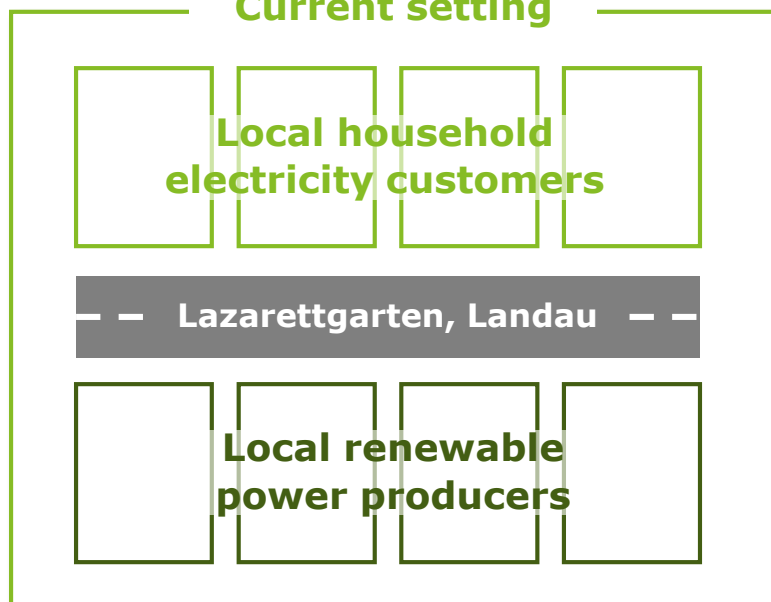 Current setting
Local household
electricity customers
Lazarettgarten, Landau
Local renewable
power producers